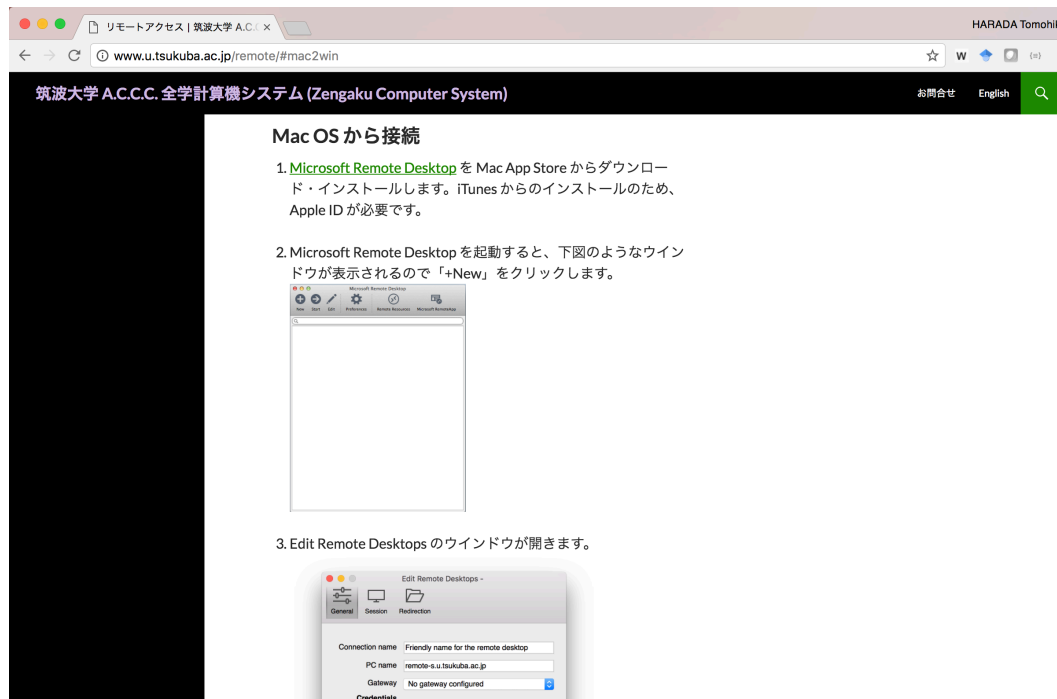 リモートアクセス | 筑波大学 A.C.
HARADA Tomohi
www.u.tsukuba.ac.jp/remote/#mac2win
W
{=}
筑波大学 A.C.C.C. 全学計算機システム (Zengaku Computer System)
お問合せ
English
Mac OS から接続
1. Microsoft Remote Desktop を Mac App Store からダウンロー
ド・インストールします。iTunes からのインストールのため、
Apple ID が必要です。
2. Microsoft Remote Desktop を起動すると、下図のようなウイン
ドウが表示されるので「+New」をクリックします。
Microsoft Remote Desktop
New Start Edit Preferences Remote Resources Microsoft RemoteApp
3. Edit Remote Desktops のウインドウが開きます。
Edit Remote Desktops -
General Session Redirection
Connection name Friendly name for the remote desktop
PC name remote-s.u.tsukuba.ac.jp
Gateway No gateway configured
Credentials